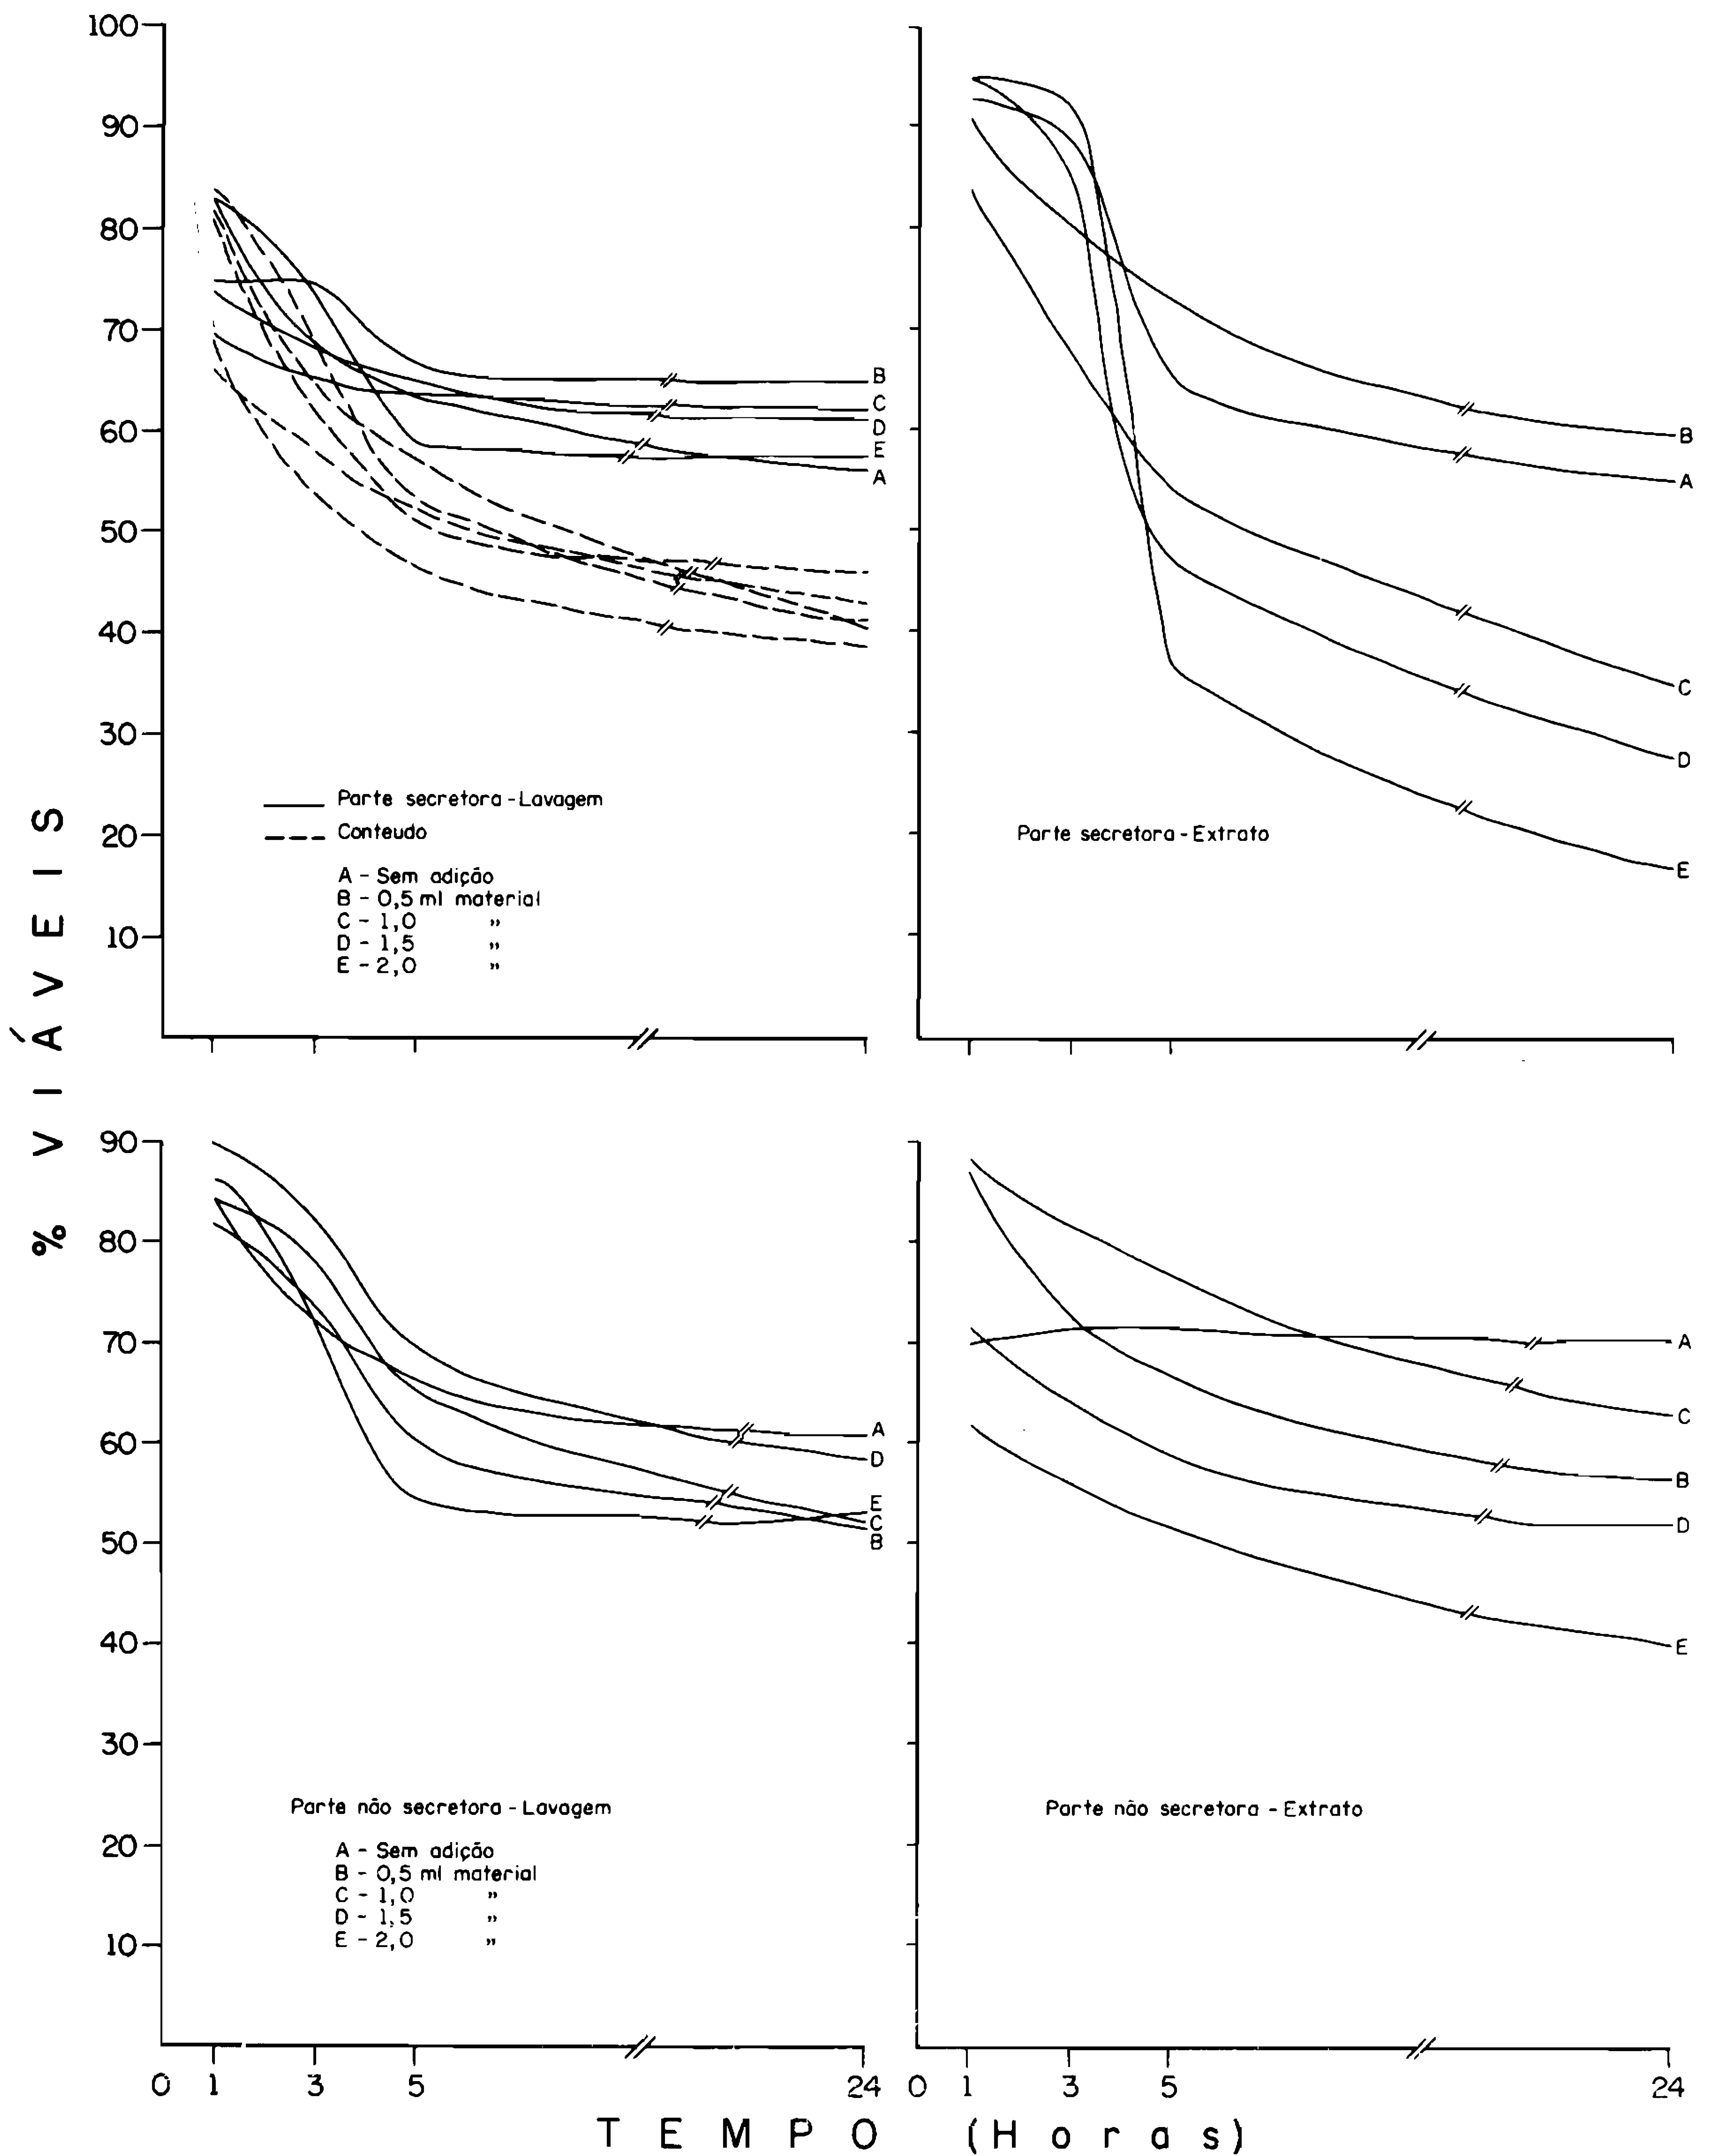 % VIÁVEIS
100
90
80
70
60
50
40
30
20
10
B
C
D
E
A
Parte secretora - Lavagem
Conteudo
A - Sem adição
B - 0,5 ml material
C - 1,0 "
D - 1,5 "
E - 2,0 "
B
A
C
D
E
Parte secretora - Extrato
90
80
70
60
50
40
30
20
10
A
D
E
C
B
Parte não secretora - Lavagem
A - Sem adição
B - 0,5 ml material
C - 1,0 "
D - 1,5 "
E - 2,0 "
0 1 3 5 24
A
C
B
D
E
Parte não secretora - Extrato
0 1 3 5 24
TEMPO (Horas)